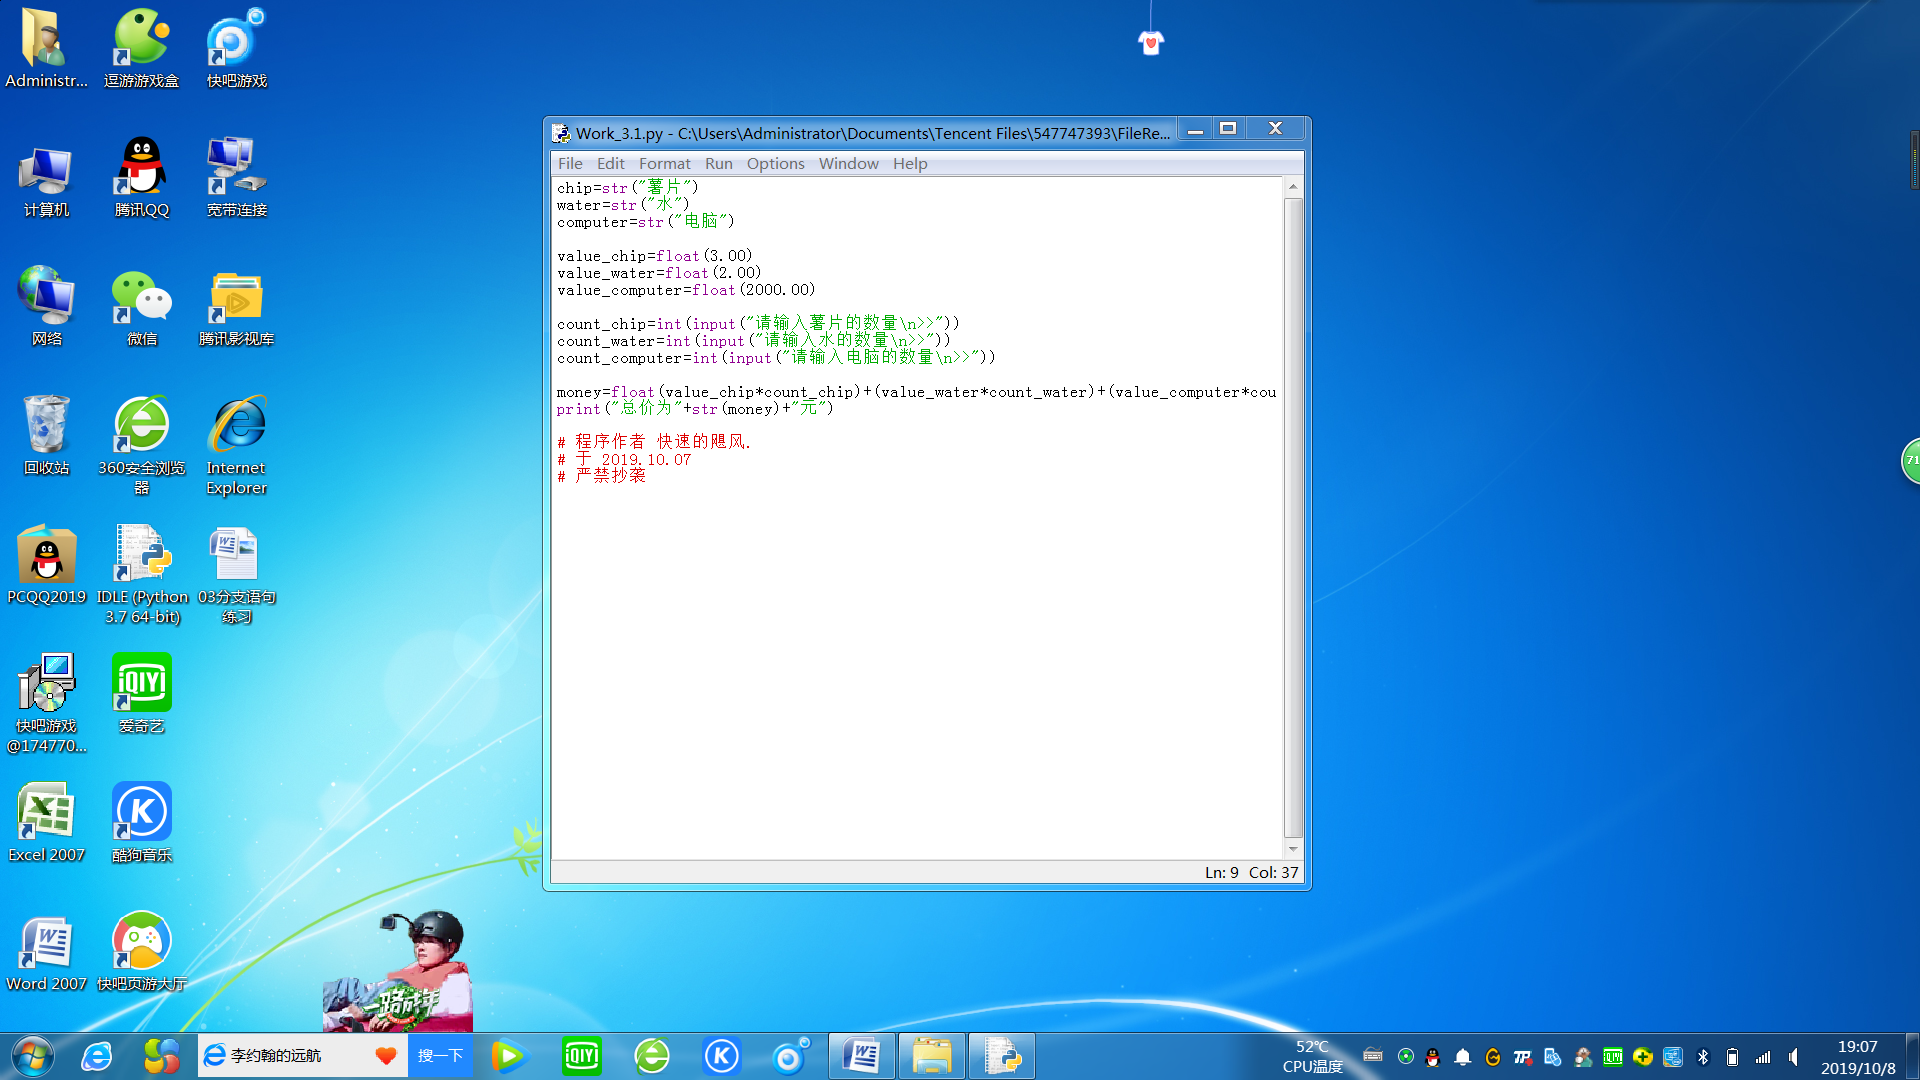 Administr...
逗游游戏盒
快吧游戏
计算机
腾讯QQ
宽带连接
网络
微信
腾讯影视库
回收站
360安全浏览
器
Internet
Explorer
PCQQ2019
IDLE (Python
3.7 64-bit)
03分支语句
练习
快吧游戏
@174770...
iQIYI
爱奇艺
Excel 2007
K
酷狗音乐
Word 2007
快吧页游大厅
一路成年
Work_3.1.py - C:\Users\Administrator\Documents\Tencent Files\547747393\FileRe...
File Edit Format Run Options Window Help
chip=str("薯片")
water=str("水")
computer=str("电脑")
value_chip=float(3.00)
value_water=float(2.00)
value_computer=float(2000.00)
count_chip=int(input("请输入薯片的数量\n>>"))
count_water=int(input("请输入水的数量\n>>"))
count_computer=int(input("请输入电脑的数量\n>>"))
money=float(value_chip*count_chip)+(value_water*count_water)+(value_computer*cou
print("总价为"+str(money)+"元")
# 程序作者 快速的飓风.
# 于 2019.10.07
# 严禁抄袭
Ln: 9 Col: 37
71
李约翰的远航
搜一下
iQIYI
K
52℃
CPU温度
19:07
2019/10/8